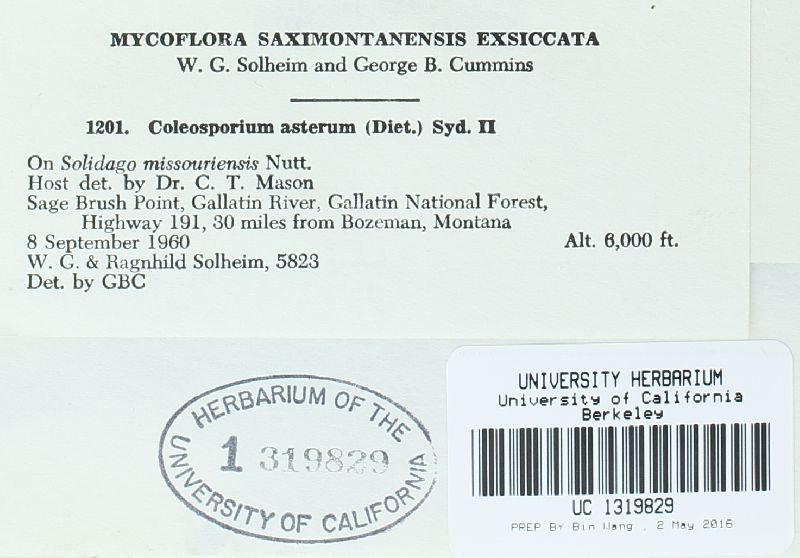 MYCOFLORA SAXIMONTANENSIS EXSICCATA
W. G. Solheim and George B. Cummins
1201. Coleosporium asterum (Diet.) Syd. II
On Solidago missouriensis Nutt.
Host det. by Dr. C. T. Mason
Sage Brush Point, Gallatin River, Gallatin National Forest,
Highway 191, 30 miles from Bozeman, Montana
8 September 1960 Alt. 6,000 ft.
W. G. & Ragnhild Solheim, 5823
Det. by GBC
HERBARIUM OF THE
1 319829
UNIVERSITY OF CALIFORNIA
UNIVERSITY HERBARIUM
University of California
Berkeley
UC 1319829
PREP BY Bin Wang , 2 May 2016